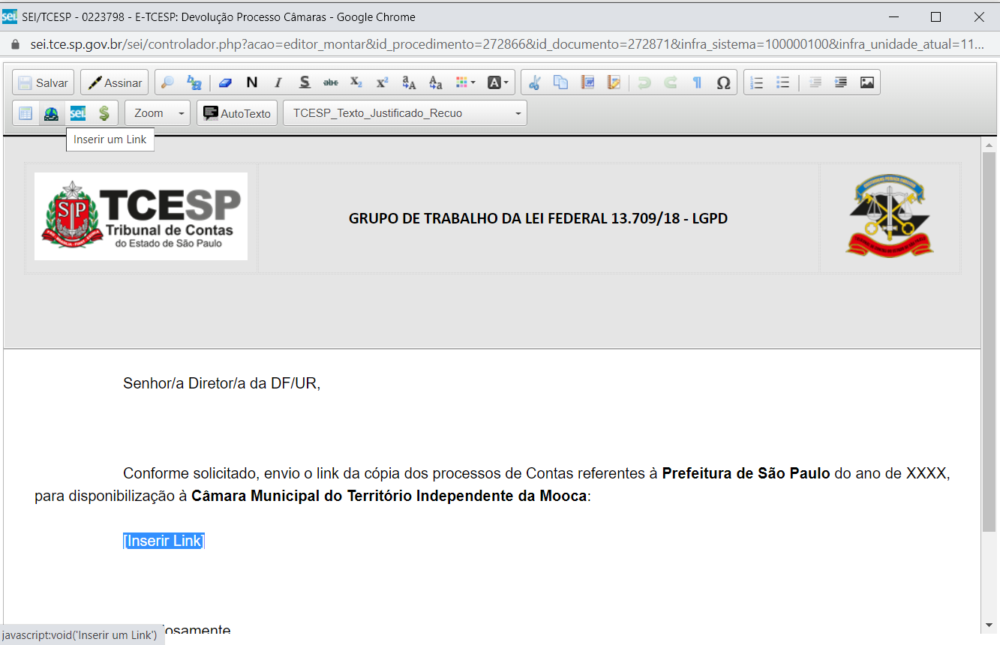 SEI/TCESP - 0223798 - E-TCESP: Devolução Processo Câmaras - Google Chrome
sei.tce.sp.gov.br/sei/controlador.php?acao=editor_montar&id_procedimento=272866&id_documento=272871&infra_sistema=100000100&infra_unidade_atual=11...
Salvar Assinar N I S abc X₂ X² aA Aa A Ω
sei! $ Zoom AutoTexto TCESP_Texto_Justificado_Recuo
Inserir um Link
SP
TCESP
Tribunal de Contas
do Estado de São Paulo
GRUPO DE TRABALHO DA LEI FEDERAL 13.709/18 - LGPD
Senhor/a Diretor/a da DF/UR,
Conforme solicitado, envio o link da cópia dos processos de Contas referentes à Prefeitura de São Paulo do ano de XXXX,
para disponibilização à Câmara Municipal do Território Independente da Mooca:
[Inserir Link]
osamente
javascript:void('Inserir um Link')